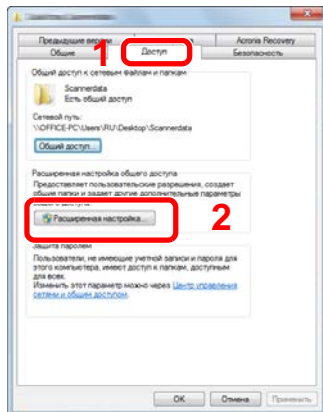 Предыдущие версии
Acronis Recovery
Общие
Доступ
Безопасность
1
Общий доступ к сетевым файлам и папкам
Scannerdata
Есть общий доступ
Сетевой путь:
\\OFFICE-PC\Users\RU\Desktop\Scannerdata
Общий доступ...
Расширенная настройка общего доступа
Предоставляет пользовательские разрешения, создает
общие папки и задает другие дополнительные параметры
общего доступа.
Расширенная настройка...
2
Защита паролем
Пользователи, не имеющие учетной записи и пароля для
этого компьютера, имеют доступ к папкам, доступным
для всех.
Изменить этот параметр можно через Центр управления
сетями и общим доступом.
OK
Отмена
Применить